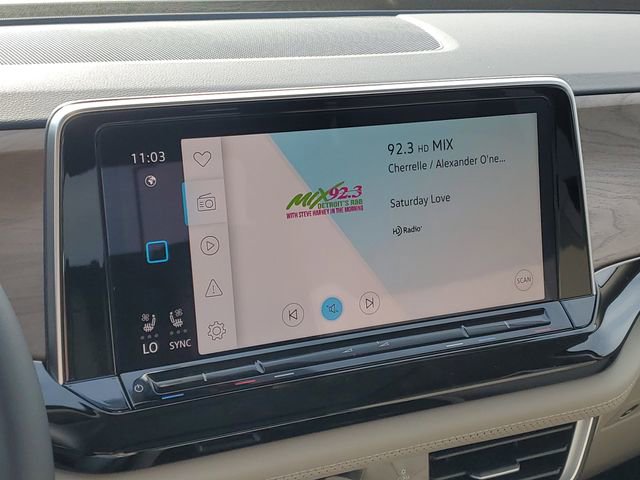 11:03
92.3 HD MIX
Cherrelle / Alexander O'ne...
MIX 92.3
DETROIT'S R&B
WITH STEVE HARVEY IN THE MORNING
Saturday Love
HD Radio
SCAN
LO
SYNC